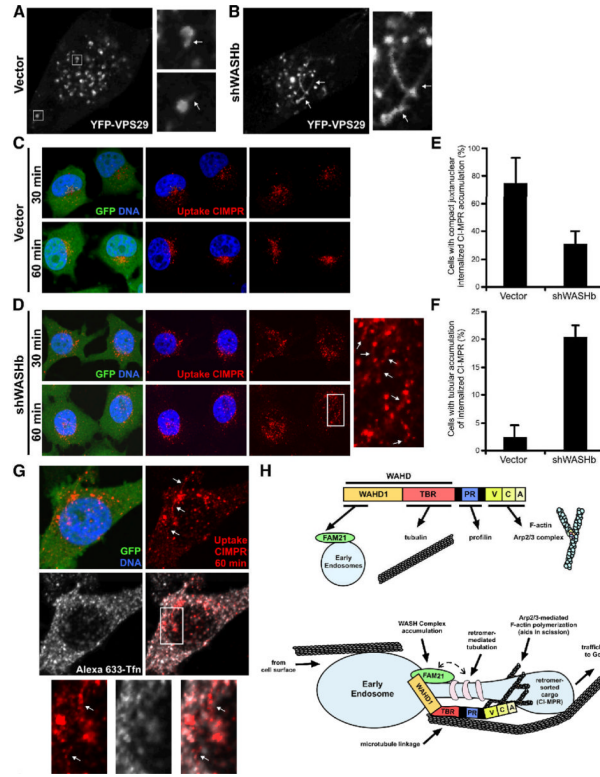 A
Vector
YFP-VPS29
B
shWASHb
YFP-VPS29
C
Vector
30 min
60 min
GFP DNA
Uptake CIMPR
D
shWASHb
30 min
60 min
GFP DNA
Uptake CIMPR
E
Cells with compact juxtanuclear
internalized CI-MPR accumulation (%)
100
80
60
40
20
0
Vector
shWASHb
F
Cells with tubular accumulation
of internalized CI-MPR (%)
25
20
15
10
5
0
Vector
shWASHb
G
GFP
DNA
Uptake
CIMPR
60 min
Alexa 633-Tfn
H
WAHD
WAHD1
TBR
PR
V
C
A
FAM21
Early
Endosomes
tubulin
profilin
F-actin
Arp2/3 complex
WASH Complex
accumulation
retromer-
mediated
tubulation
Arp2/3-mediated
F-actin polymerization
(aids in scission)
traffic
to Go
from
cell surface
Early
Endosome
FAM21
WAHD1
TBR
PR
V
C
A
retromer-
sorted
cargo
(CI-MPR)
microtubule linkage